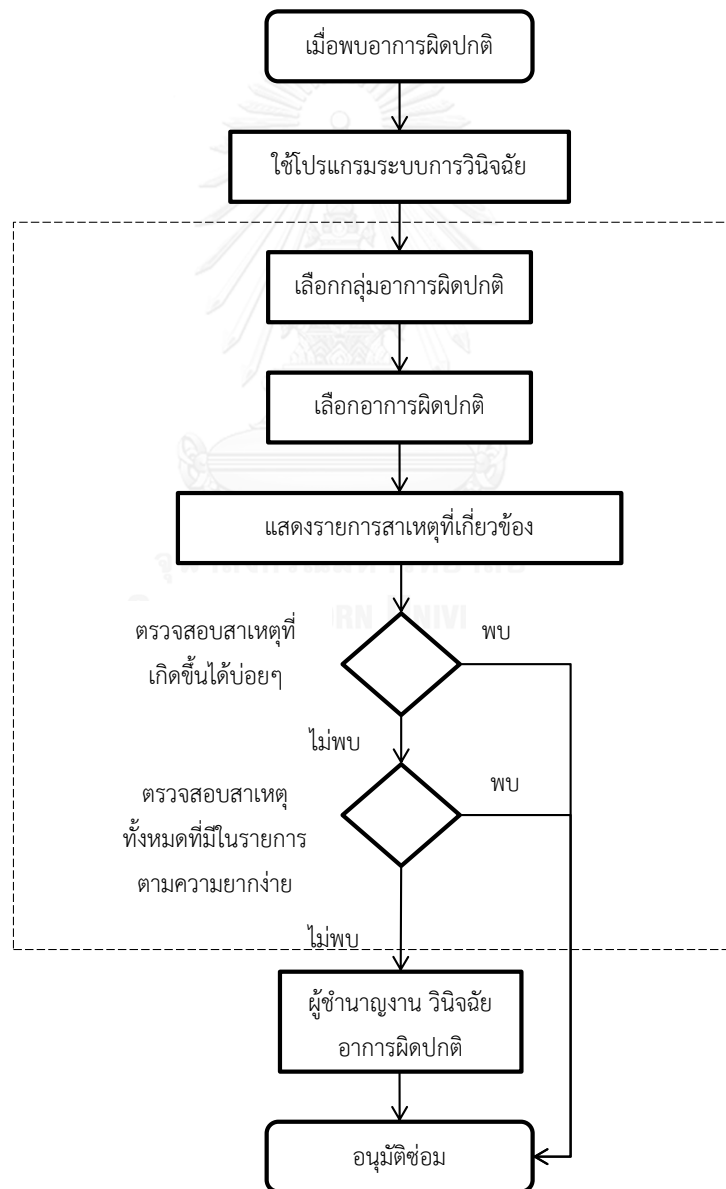 เมื่อพบอาการผิดปกติ
ใช้โปรแกรมระบบการวินิจฉัย
เลือกกลุ่มอาการผิดปกติ
เลือกอาการผิดปกติ
แสดงรายการสาเหตุที่เกี่ยวข้อง
ตรวจสอบสาเหตุที่
เกิดขึ้นได้บ่อยๆ
พบ
ไม่พบ
ตรวจสอบสาเหตุ
ทั้งหมดที่มีในรายการ
ตามความยากง่าย
พบ
ไม่พบ
ผู้ชำนาญงาน วินิจฉัย
อาการผิดปกติ
อนุมัติซ่อม